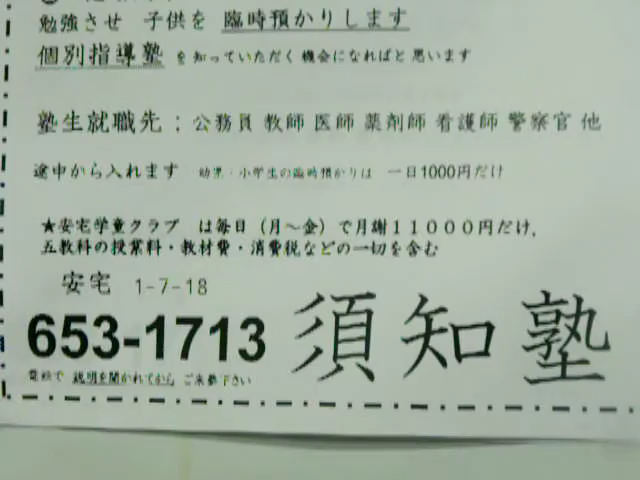 勉強させ 子供を 臨時預かりします
個別指導塾 を知っていただく機会になればと思います
塾生就職先；公務員 教師 医師 薬剤師 看護師 警察官 他
途中から入れます 幼児・小学生の臨時預かりは 一日1000円だけ
★安宅学童クラブ は毎日（月～金）で月謝１１０００円だけ，
五教科の授業料・教材費・消費税などの一切を含む
安宅 1-7-18
653-1713 須知塾
電話で 説明を聞かれてから ご来塾下さい